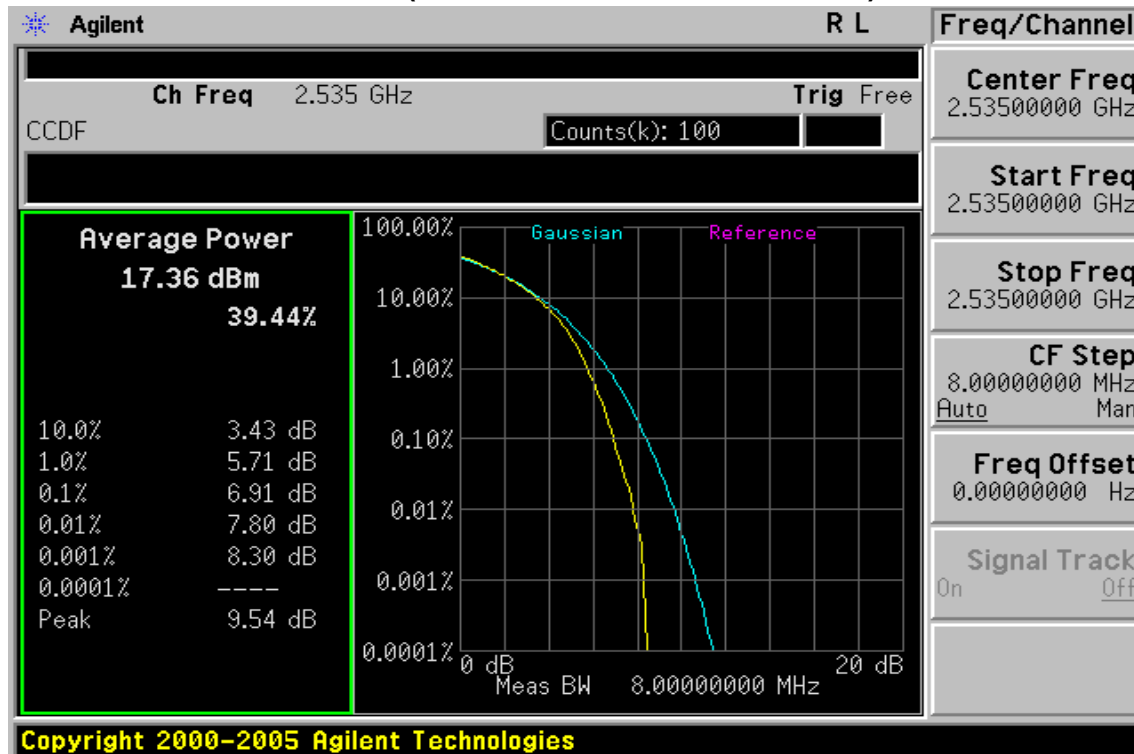 Agilent R L
Freq/Channel
Ch Freq 2.535 GHz Trig Free
CCDF Counts(k): 100
Average Power
17.36 dBm
39.44%
10.0% 3.43 dB
1.0% 5.71 dB
0.1% 6.91 dB
0.01% 7.80 dB
0.001% 8.30 dB
0.0001% ----
Peak 9.54 dB
Gaussian Reference
100.00%
10.00%
1.00%
0.10%
0.01%
0.001%
0.0001%
0 dB 20 dB
Meas BW 8.00000000 MHz
Center Freq
2.53500000 GHz
Start Freq
2.53500000 GHz
Stop Freq
2.53500000 GHz
CF Step
8.00000000 MHz
Auto Man
Freq Offset
0.00000000 Hz
Signal Track
On Off
Copyright 2000-2005 Agilent Technologies